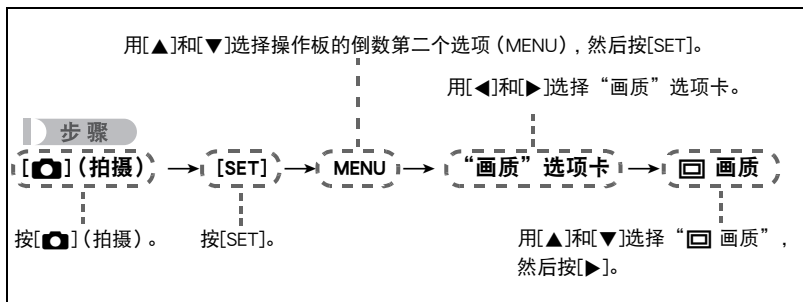 用[▲]和[▼]选择操作板的倒数第二个选项（MENU），然后按[SET]。
用[◀]和[▶]选择“画质”选项卡。
步骤
[📷]（拍摄） → [SET] → MENU → “画质”选项卡 → 画质
按[📷]（拍摄）。
按[SET]。
用[▲]和[▼]选择“画质”，
然后按[▶]。